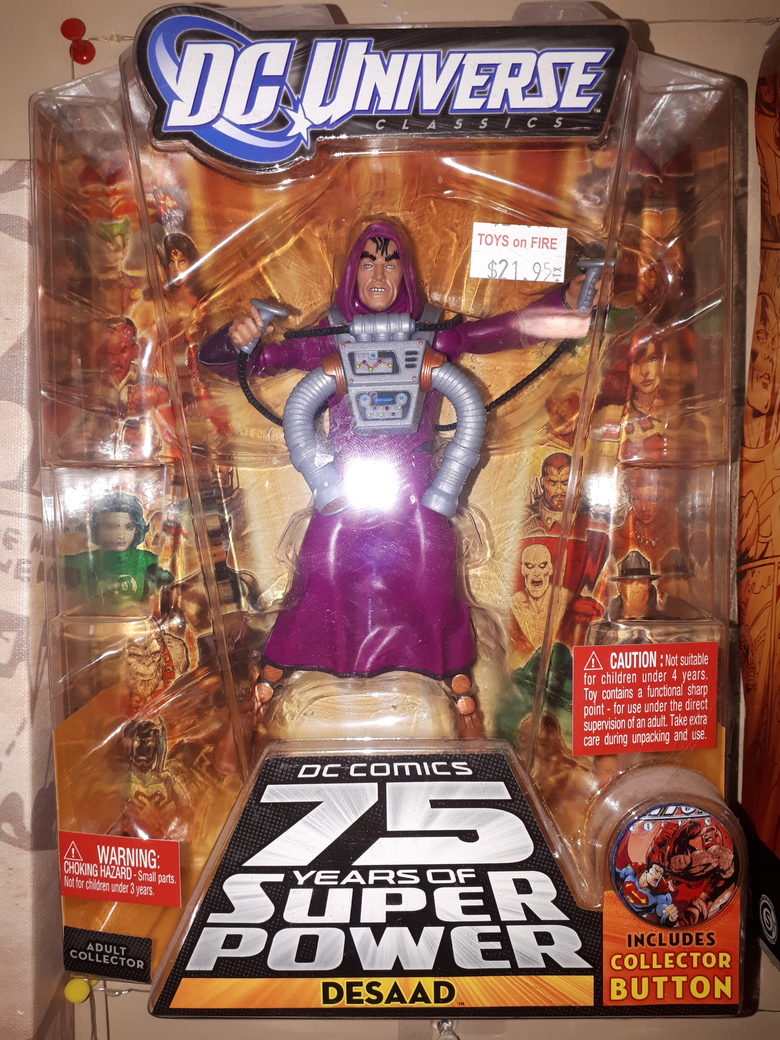 DC UNIVERSE
CLASSICS
TOYS on FIRE
$21.95
+TX
CAUTION : Not suitable
for children under 4 years.
Toy contains a functional sharp
point - for use under the direct
supervision of an adult. Take extra
care during unpacking and use.
DC COMICS
75
YEARS OF
SUPER
POWER
DESAAD™
WARNING:
CHOKING HAZARD - Small parts.
Not for children under 3 years.
ADULT
COLLECTOR
INCLUDES
COLLECTOR
BUTTON